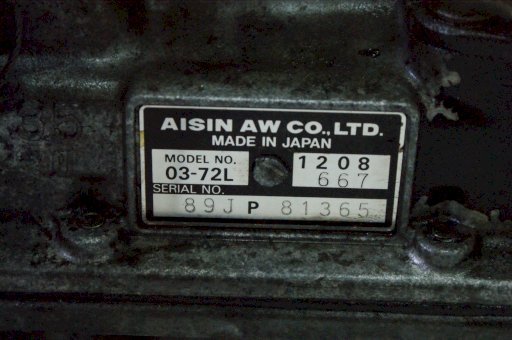 AISIN AW CO., LTD.
MADE IN JAPAN
MODEL NO.
03-72L
1208
667
SERIAL NO.
89J P 81365